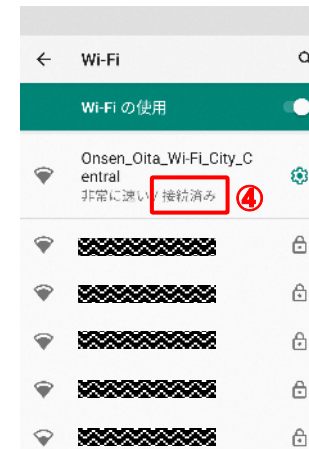 Wi-Fi
Wi-Fi の使用
Onsen_Oita_Wi-Fi_City_C
entral
非常に速い / 接続済み
④